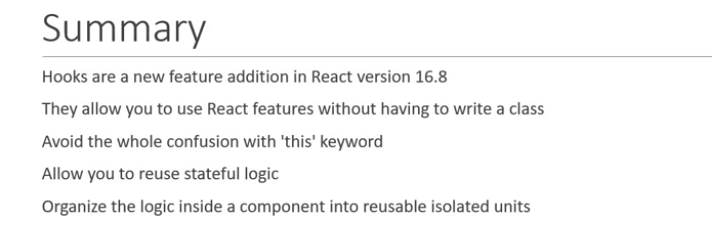 Summary
Hooks are a new feature addition in React version 16.8
They allow you to use React features without having to write a class
Avoid the whole confusion with 'this' keyword
Allow you to reuse stateful logic
Organize the logic inside a component into reusable isolated units